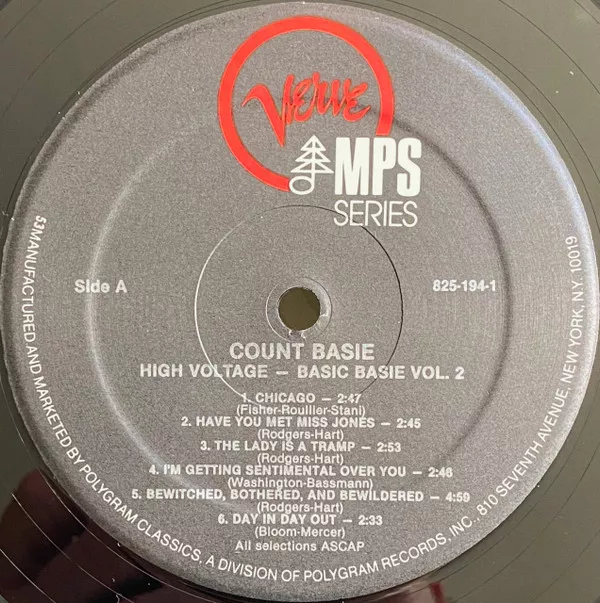 Verve
MPS
SERIES
Side A
825-194-1
COUNT BASIE
HIGH VOLTAGE — BASIC BASIE VOL. 2
1. CHICAGO — 2:47
(Fisher-Roullier-Stani)
2. HAVE YOU MET MISS JONES — 2:45
(Rodgers-Hart)
3. THE LADY IS A TRAMP — 2:53
(Rodgers-Hart)
4. I'M GETTING SENTIMENTAL OVER YOU — 2:46
(Washington-Bassmann)
5. BEWITCHED, BOTHERED, AND BEWILDERED — 4:59
(Rodgers-Hart)
6. DAY IN DAY OUT — 2:33
(Bloom-Mercer)
All selections ASCAP
53MANUFACTURED AND MARKETED BY POLYGRAM CLASSICS, A DIVISION OF POLYGRAM RECORDS, INC., 810 SEVENTH AVENUE, NEW YORK, N.Y. 10019